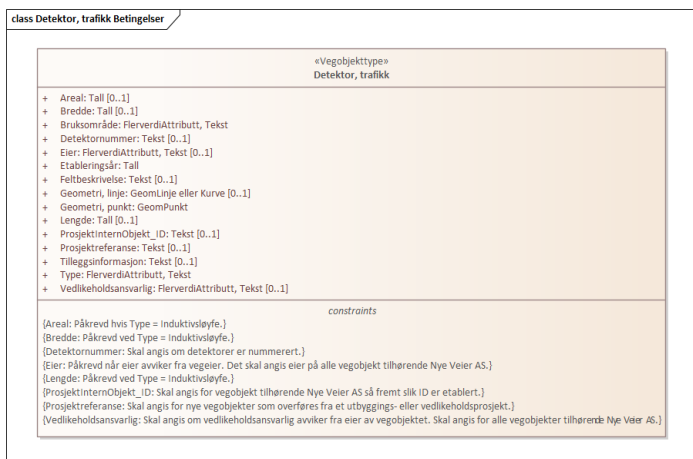 class Detektor, trafikk Betingelser
«Vegobjekttype»
Detektor, trafikk
+ Areal: Tall [0..1]
+ Bredde: Tall [0..1]
+ Bruksområde: FlerverdiAttributt, Tekst
+ Detektornummer: Tekst [0..1]
+ Eier: FlerverdiAttributt, Tekst [0..1]
+ Etableringsår: Tall
+ Feltbeskrivelse: Tekst [0..1]
+ Geometri, linje: GeomLinje eller Kurve [0..1]
+ Geometri, punkt: GeomPunkt
+ Lengde: Tall [0..1]
+ ProsjektInternObjekt_ID: Tekst [0..1]
+ Prosjektreferanse: Tekst [0..1]
+ Tilleggsinformasjon: Tekst [0..1]
+ Type: FlerverdiAttributt, Tekst
+ Vedlikeholdsansvarlig: FlerverdiAttributt, Tekst [0..1]
constraints
{Areal: Påkrevd hvis Type = Induktivsløyfe.}
{Bredde: Påkrevd ved Type = Induktivsløyfe.}
{Detektornummer: Skal angis om detektorer er nummerert.}
{Eier: Påkrevd når eier avviker fra vegeier. Det skal angis eier på alle vegobjekt tilhørende Nye Veier AS.}
{Lengde: Påkrevd ved Type = Induktivsløyfe.}
{ProsjektInternObjekt_ID: Skal angis for vegobjekt tilhørende Nye Veier AS så fremt slik ID er etablert.}
{Prosjektreferanse: Skal angis for nye vegobjekter som overføres fra et utbyggings- eller vedlikeholdsprosjekt.}
{Vedlikeholdsansvarlig: Skal angis om vedlikeholdsansvarlig avviker fra eier av vegobjektet. Skal angis for alle vegobjekter tilhørende Nye Veier AS.}